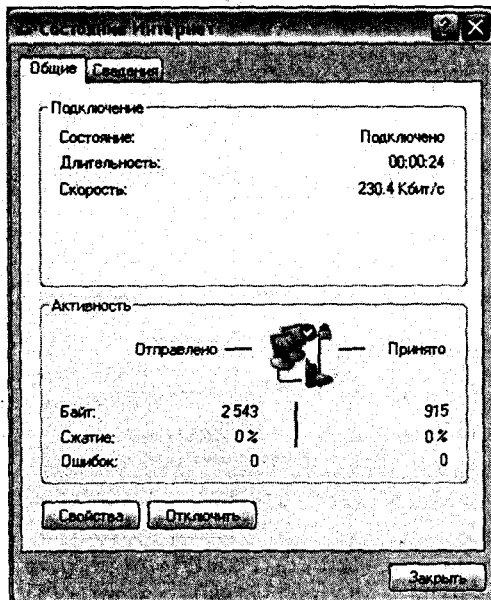 Состояние Интернет
Общие Сведения
Подключение
Состояние: Подключено
Длительность: 00:00:24
Скорость: 230.4 Кбит/с
Активность
Отправлено — — Принято
Байт: 2 543 915
Сжатие: 0 % 0 %
Ошибок: 0 0
Свойства Отключить
Закрыть